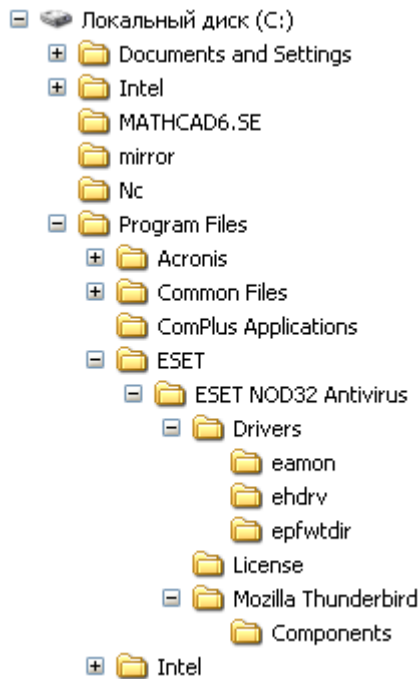 Локальный диск (C:)
Documents and Settings
Intel
MATHCAD6.SE
mirror
Nc
Program Files
Acronis
Common Files
ComPlus Applications
ESET
ESET NOD32 Antivirus
Drivers
eamon
ehdrv
epfwtdir
License
Mozilla Thunderbird
Components
Intel